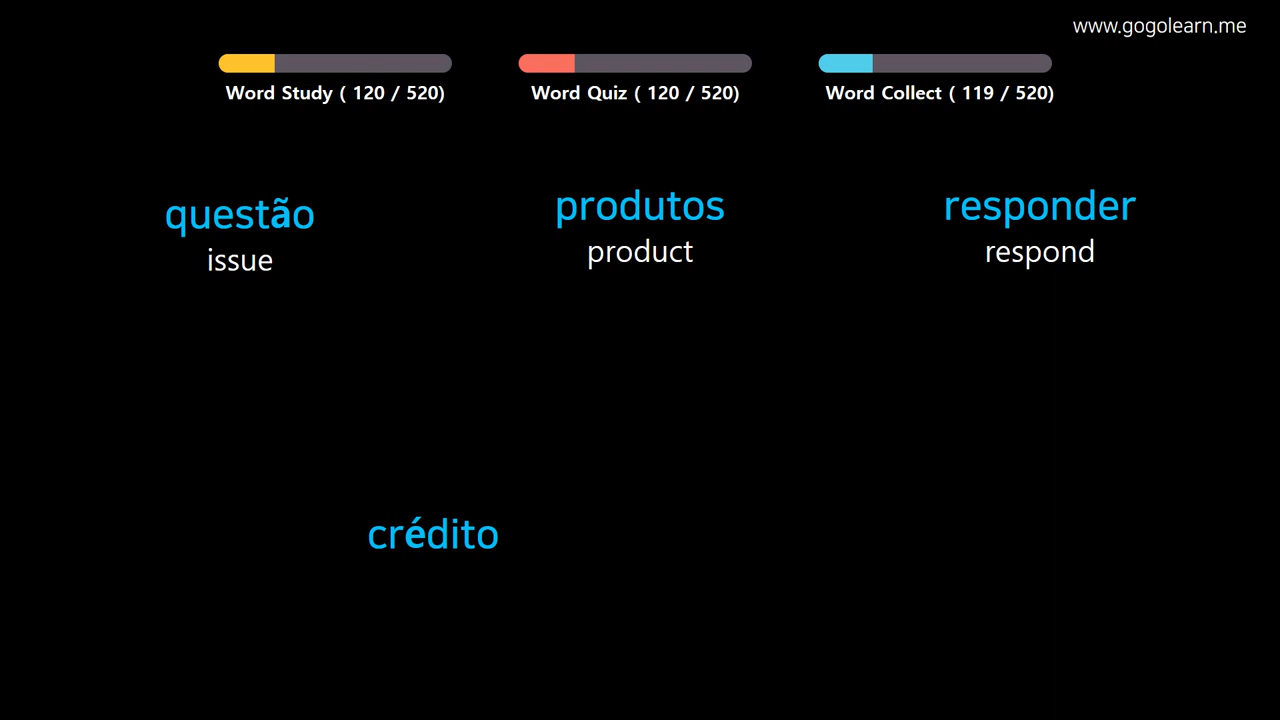 www.gogolearn.me
Word Study ( 120 / 520)
Word Quiz ( 120 / 520)
Word Collect ( 119 / 520)
questão
issue
produtos
product
responder
respond
crédito